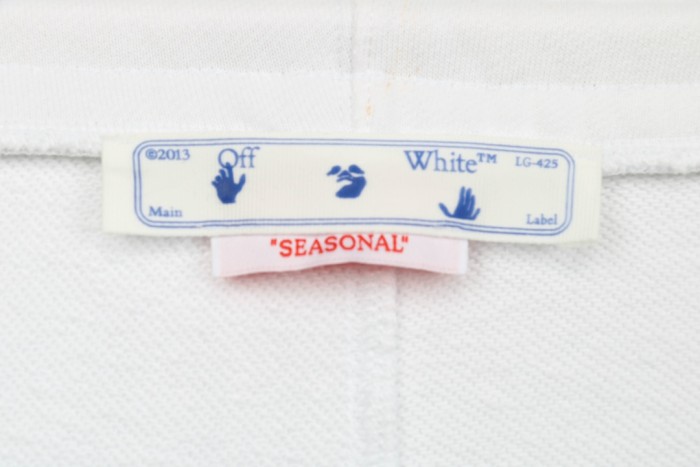 ©2013 Off White™ LG-425
Main Label
"SEASONAL"